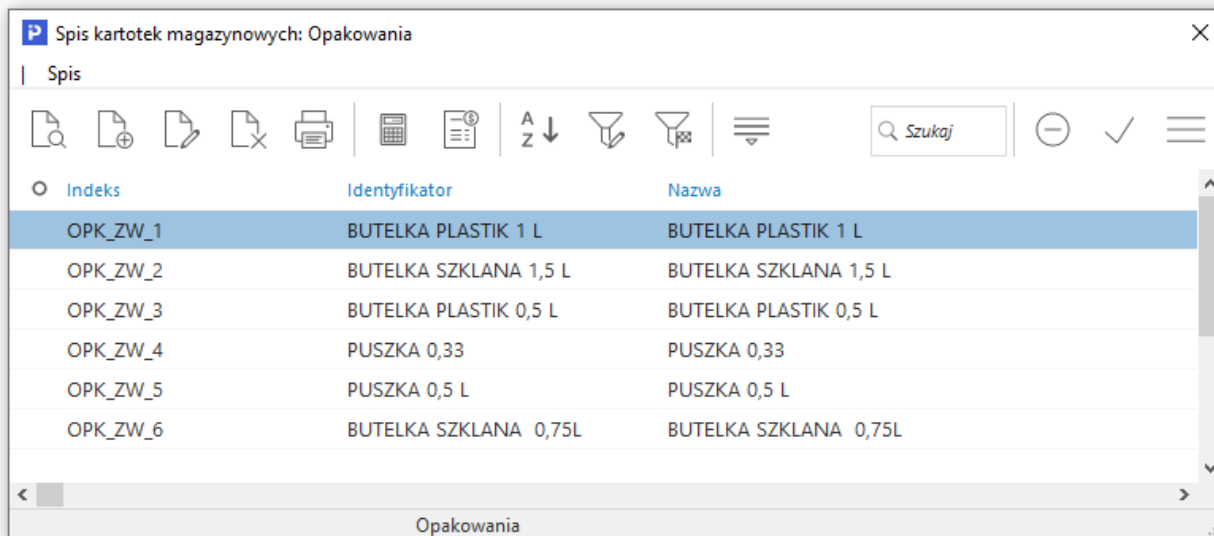 Spis kartotek magazynowych: Opakowania
| Spis
A Z Szukaj
Indeks Identyfikator Nazwa
OPK_ZW_1 BUTELKA PLASTIK 1 L BUTELKA PLASTIK 1 L
OPK_ZW_2 BUTELKA SZKLANA 1,5 L BUTELKA SZKLANA 1,5 L
OPK_ZW_3 BUTELKA PLASTIK 0,5 L BUTELKA PLASTIK 0,5 L
OPK_ZW_4 PUSZKA 0,33 PUSZKA 0,33
OPK_ZW_5 PUSZKA 0,5 L PUSZKA 0,5 L
OPK_ZW_6 BUTELKA SZKLANA  0,75L BUTELKA SZKLANA  0,75L
Opakowania